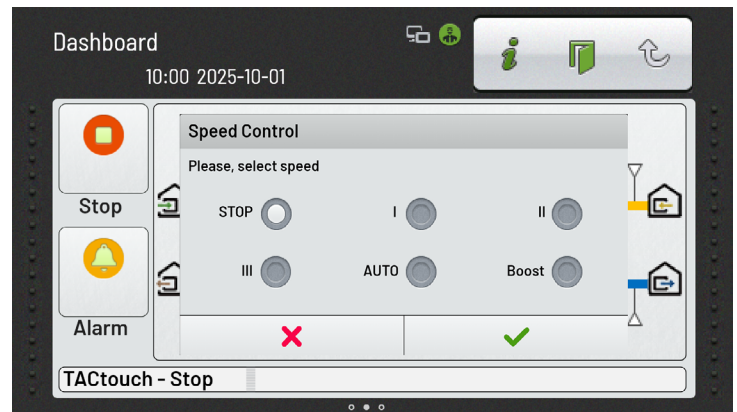 Dashboard
10:00 2025-10-01
Speed Control
Please, select speed
STOP I II
III AUTO Boost
Stop
Alarm
TACtouch - Stop